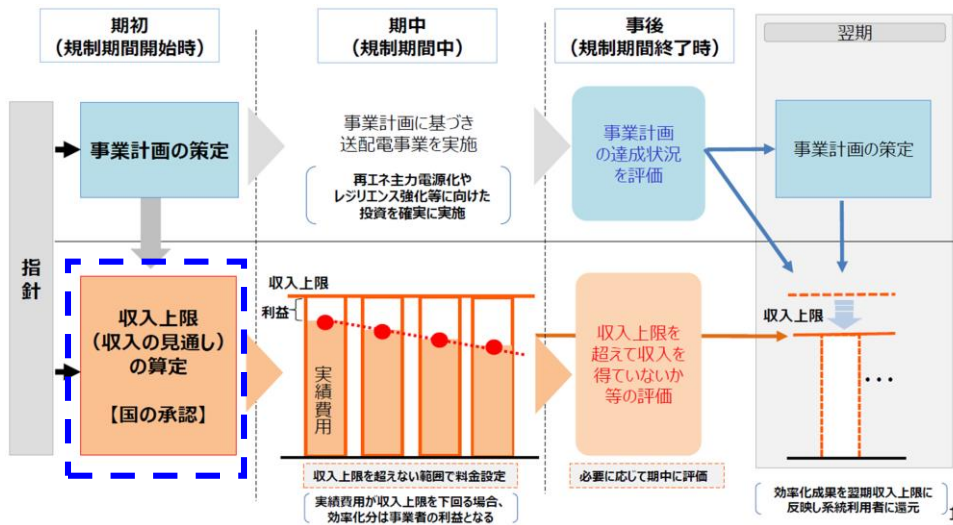 期初
（規制期間開始時）
期中
（規制期間中）
事後
（規制期間終了時）
翌期
指針
事業計画の策定
事業計画に基づき
送配電事業を実施
再エネ主力電源化や
レジリエンス強化等に向けた
投資を確実に実施
事業計画
の達成状況
を評価
事業計画の策定
収入上限
（収入の見通し）
の算定
【国の承認】
収入上限
利益
実績費用
収入上限を超えない範囲で料金設定
実績費用が収入上限を下回る場合、
効率化分は事業者の利益となる
収入上限を
超えて収入を
得ていないか
等の評価
必要に応じて期中に評価
収入上限
・・・
効率化成果を翌期収入上限に
反映し系統利用者に還元
1